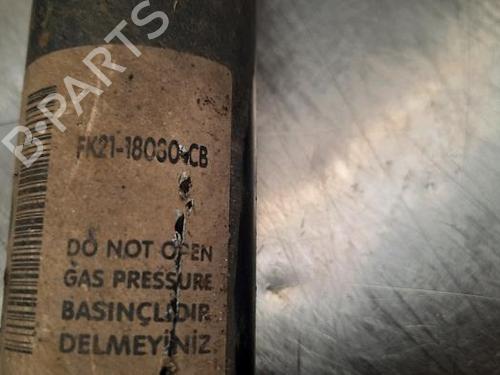 B-PARTS
FK21-18080-CB
DO NOT OPEN
GAS PRESSURE
BASINÇLIDIR
DELMEYİNİZ